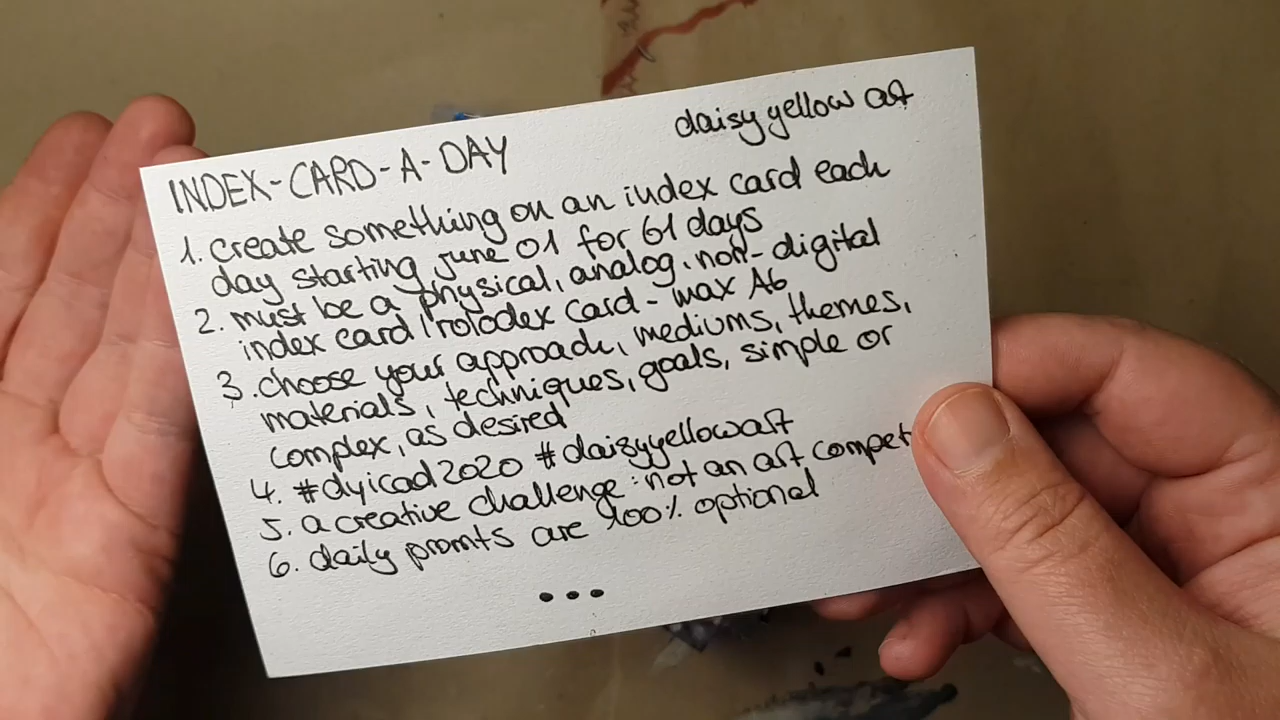 daisy yellow art
INDEX-CARD-A-DAY
1. create something on an index card each
day starting june 01 for 61 days
2. must be a physical, analog, non-digital
index card / rolodex card - max A6
3. choose your approach, mediums, themes,
materials, techniques, goals, simple or
complex, as desired
4. #dyicad2020 #daisyyellowart
5. a creative challenge: not an art compet
6. daily promts are 100% optional
...